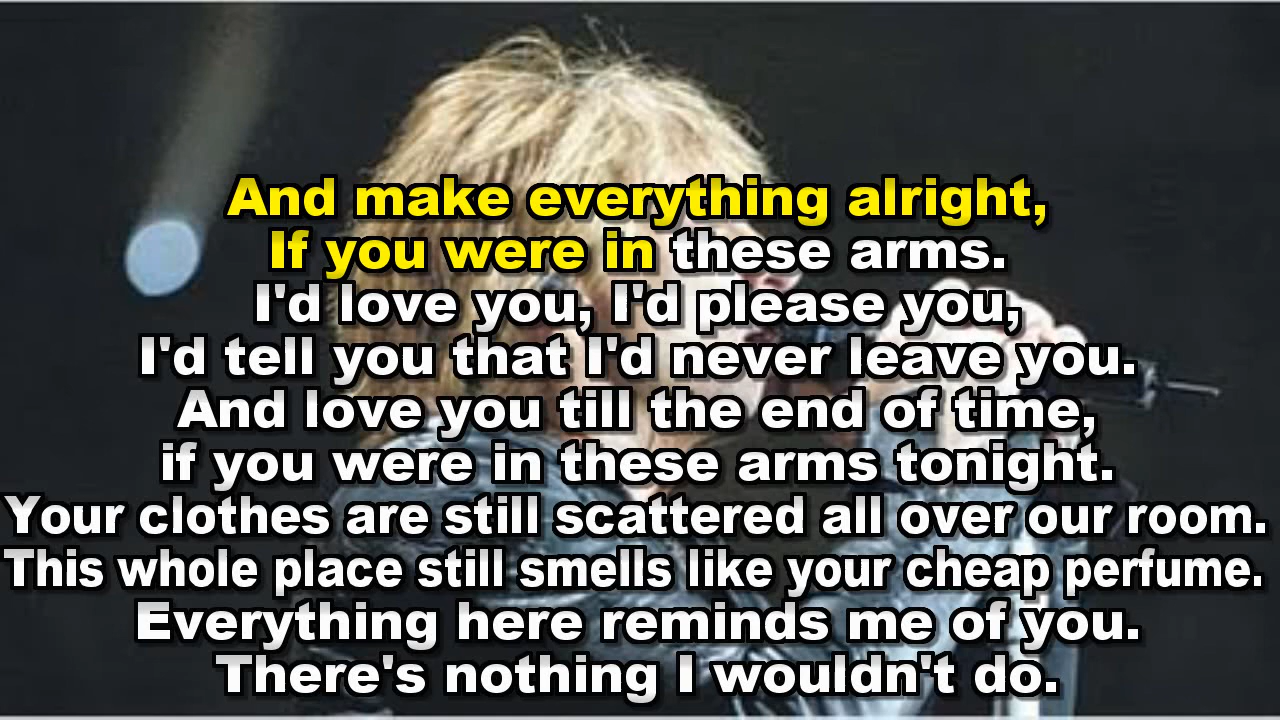 And make everything alright,
If you were in these arms.
I'd love you, I'd please you,
I'd tell you that I'd never leave you.
And love you till the end of time,
if you were in these arms tonight.
Your clothes are still scattered all over our room.
This whole place still smells like your cheap perfume.
Everything here reminds me of you.
There's nothing I wouldn't do.